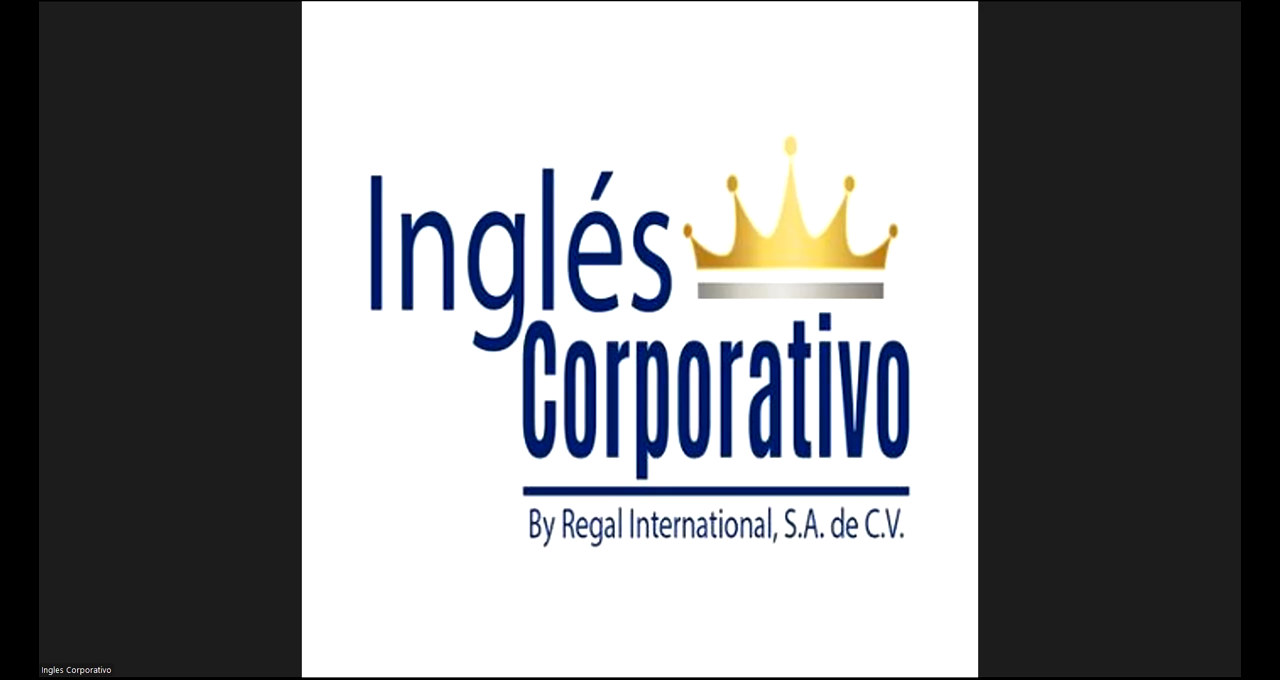 Inglés
Corporativo
By Regal International, S.A. de C.V.
Ingles Corporativo